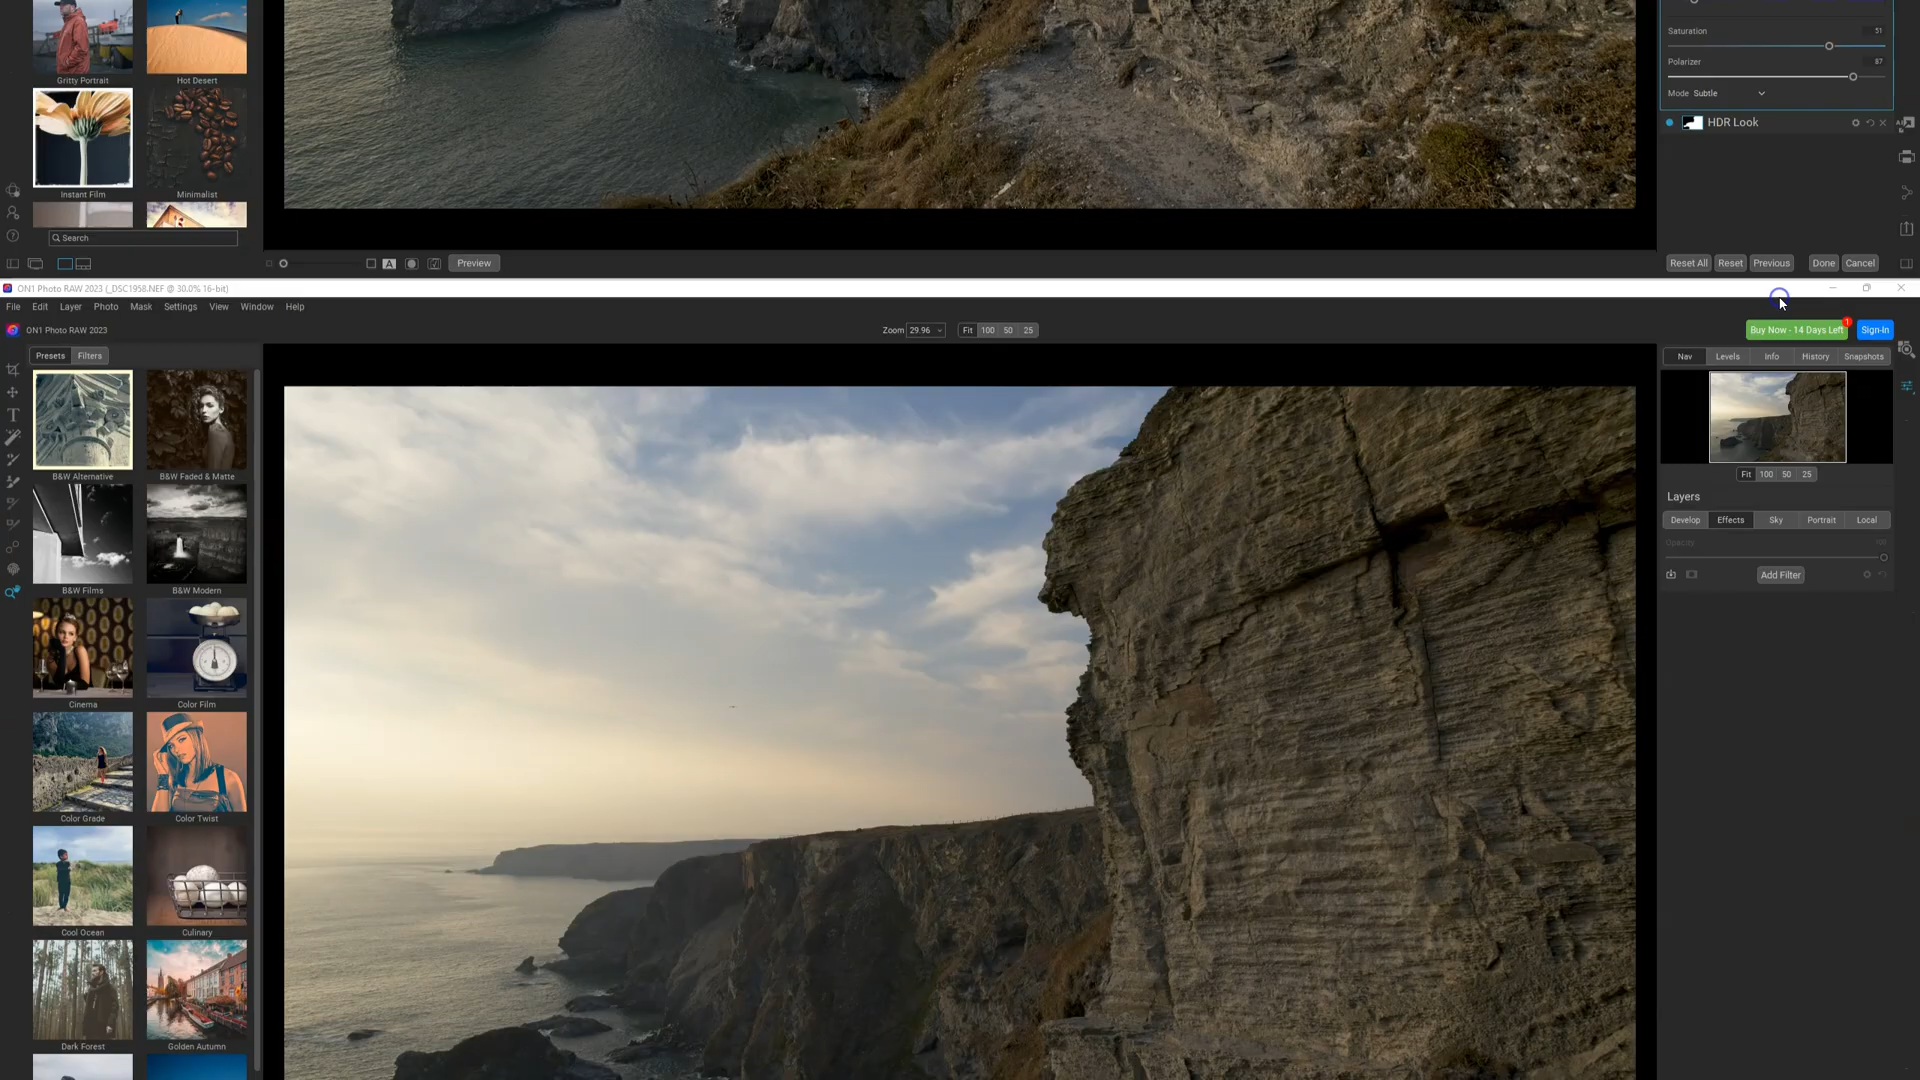 Saturation 51
Polarizer 87
Gritty Portrait Hot Desert
Mode Subtle
HDR Look
Instant Film Minimalist
Search
A Preview
Reset All Reset Previous Done Cancel
ON1 Photo RAW 2023 (_DSC1958.NEF @ 30.0% 16-bit)
File Edit Layer Photo Mask Settings View Window Help
ON1 Photo RAW 2023
Zoom 29.96 Fit 100 50 25
Buy Now - 14 Days Left 1 Sign-In
Presets Filters
Nav Levels Info History Snapshots
B&W Alternative B&W Faded & Matte
Fit 100 50 25
Layers
Develop Effects Sky Portrait Local
Opacity 100
Add Filter
B&W Films B&W Modern
Cinema Color Film
Color Grade Color Twist
Cool Ocean Culinary
Dark Forest Golden Autumn